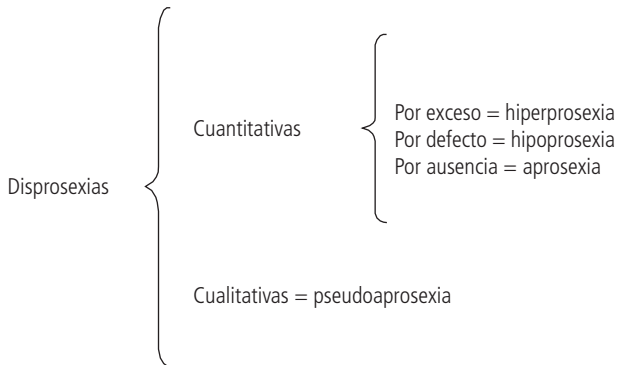 Disprosexias
Cuantitativas
Por exceso = hiperprosexia
Por defecto = hipoprosexia
Por ausencia = aprosexia
Cualitativas = pseudoaprosexia